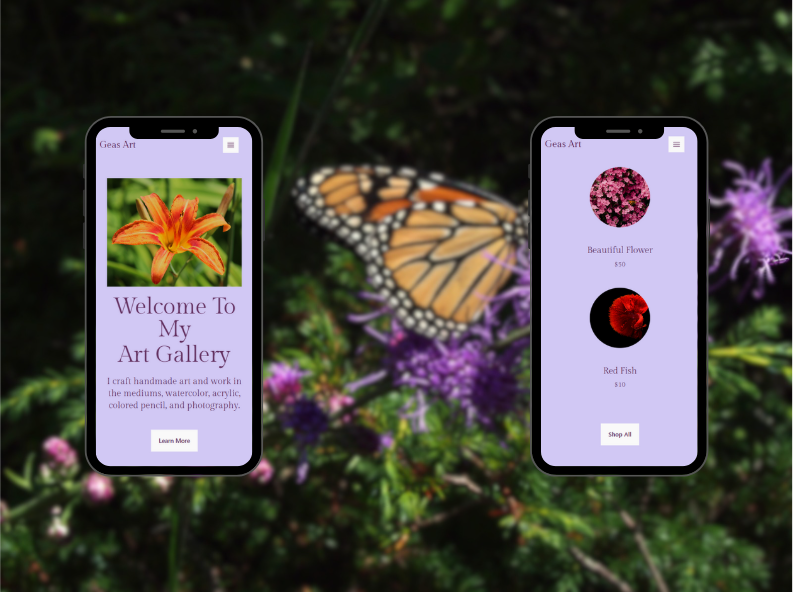 Geas Art
Welcome To
My
Art Gallery
I craft handmade art and work in
the mediums, watercolor, acrylic,
colored pencil, and photography.
Learn More
Geas Art
Beautiful Flower
$50
Red Fish
$10
Shop All